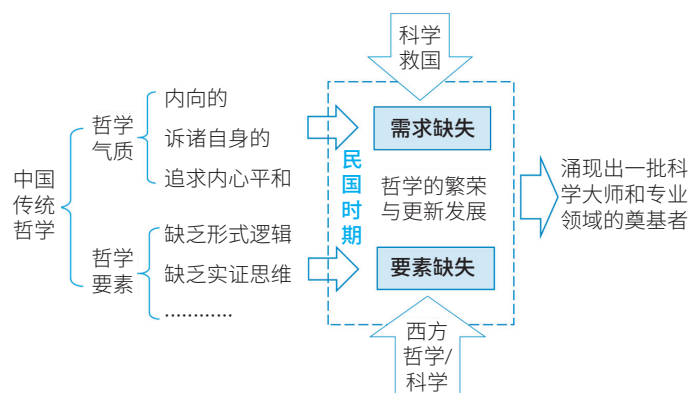 科学
救国
内向的
哲学
气质
诉诸自身的
追求内心平和
中国
传统
哲学
哲学
要素
缺乏形式逻辑
缺乏实证思维
............
民
国
时
期
需求缺失
哲学的繁荣
与更新发展
要素缺失
涌现出一批科
学大师和专业
领域的奠基者
西方
哲学/
科学